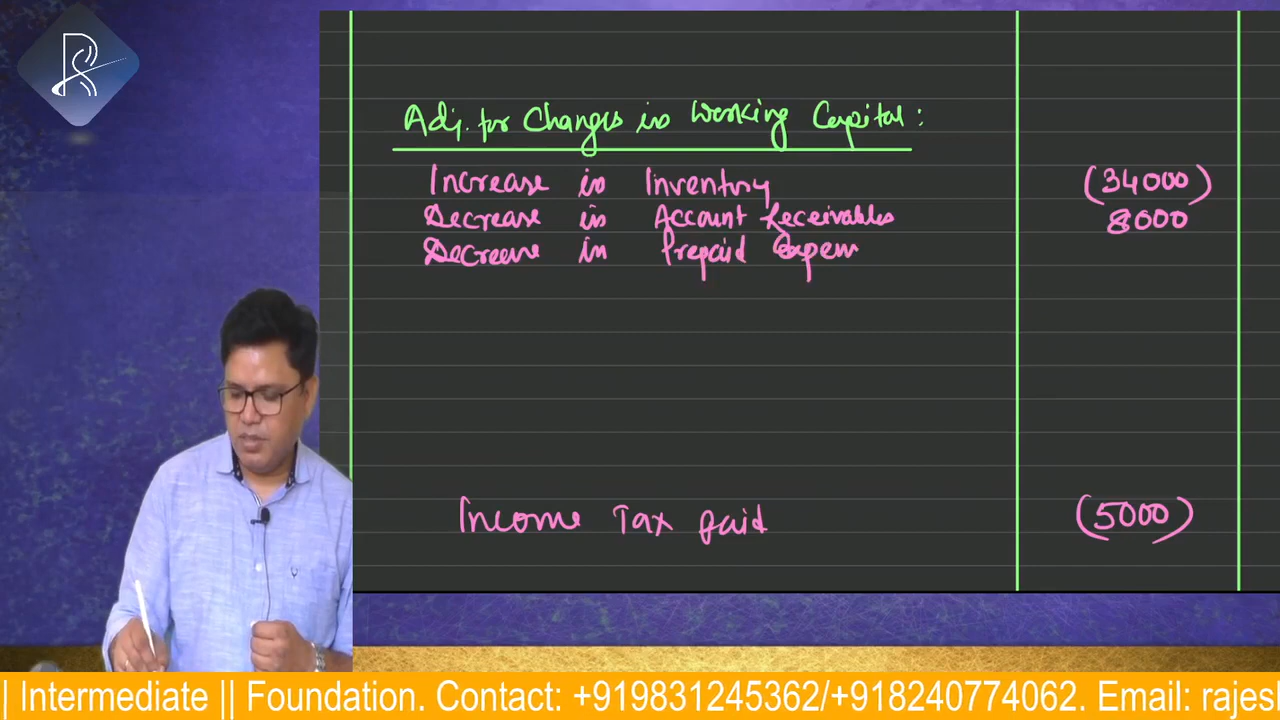 Adj. for Changes in Working Capital :
Increase in Inventory (34000)
Decrease in Account Receivables 8000
Decrease in Prepaid Expen
Income Tax paid (5000)
| Intermediate || Foundation. Contact: +919831245362/+918240774062. Email: rajes